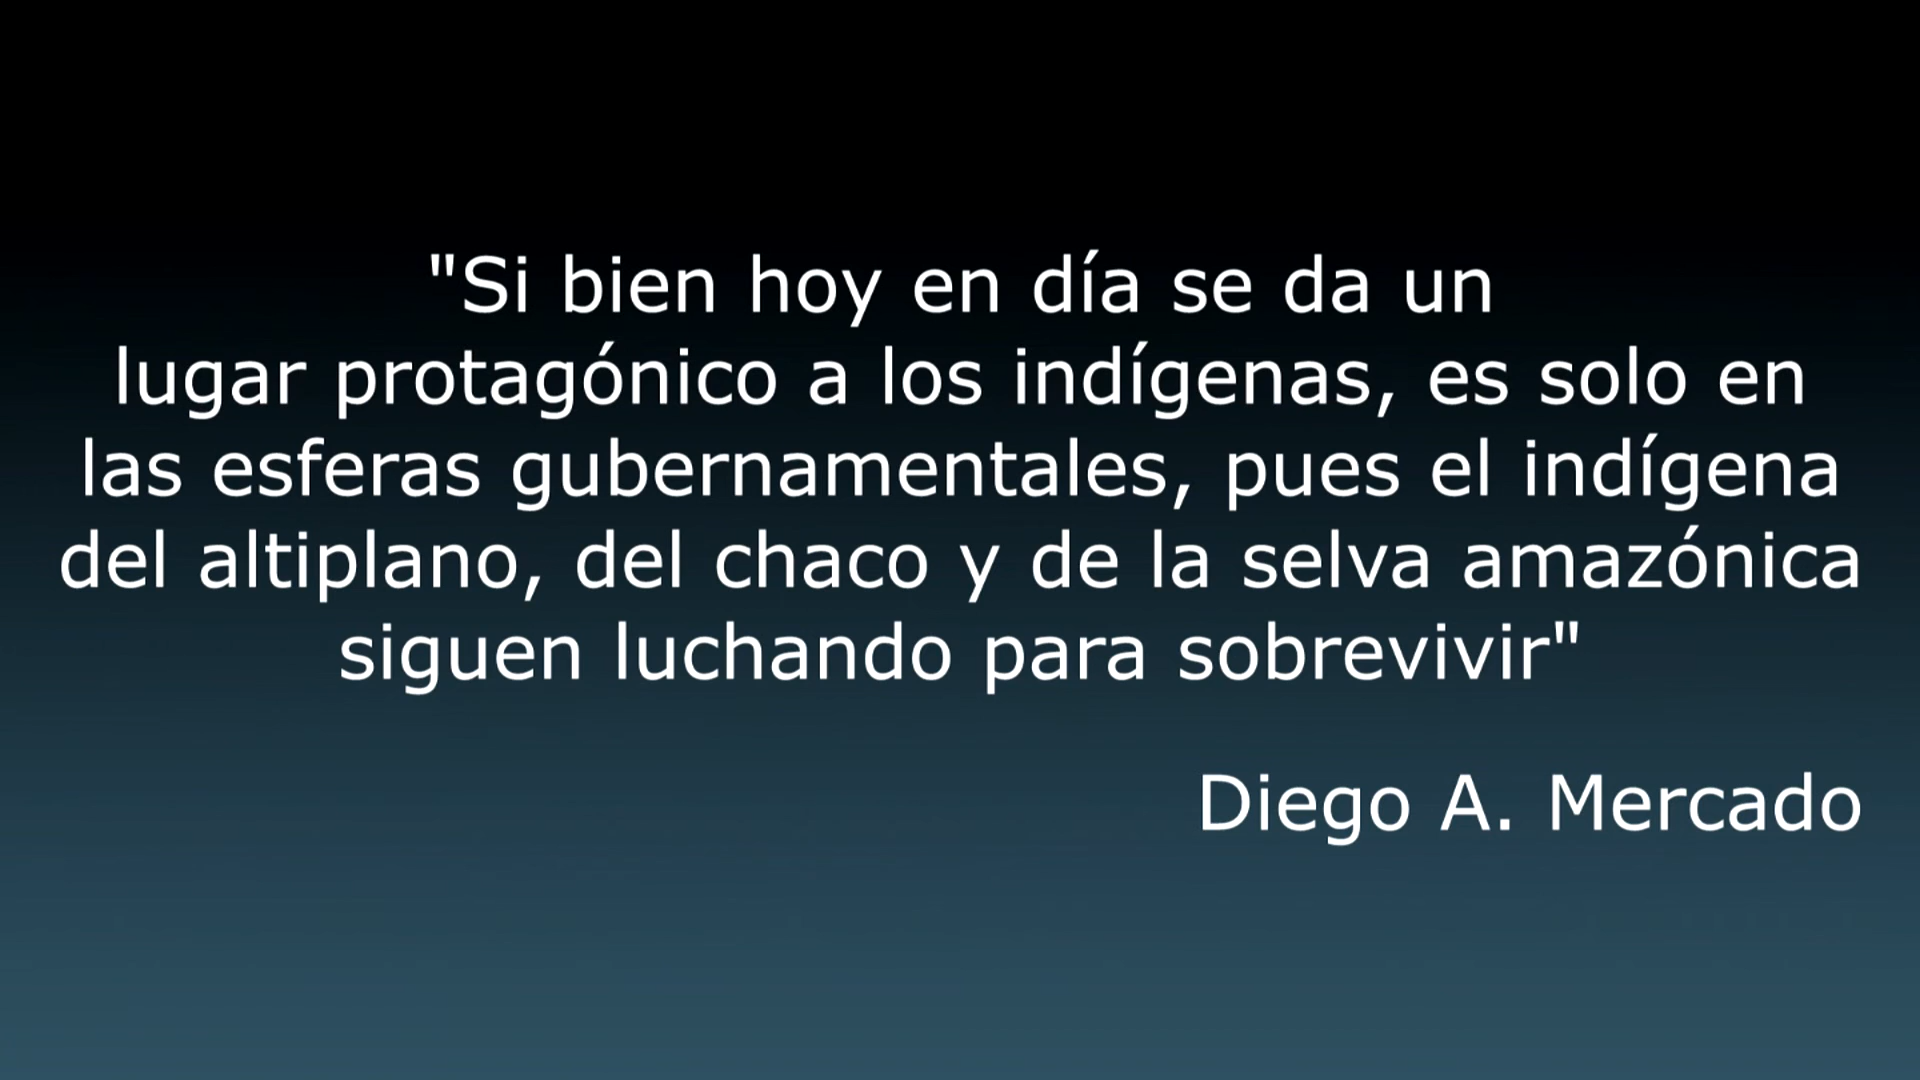 "Si bien hoy en día se da un
lugar protagónico a los indígenas, es solo en
las esferas gubernamentales, pues el indígena
del altiplano, del chaco y de la selva amazónica
siguen luchando para sobrevivir"
Diego A. Mercado